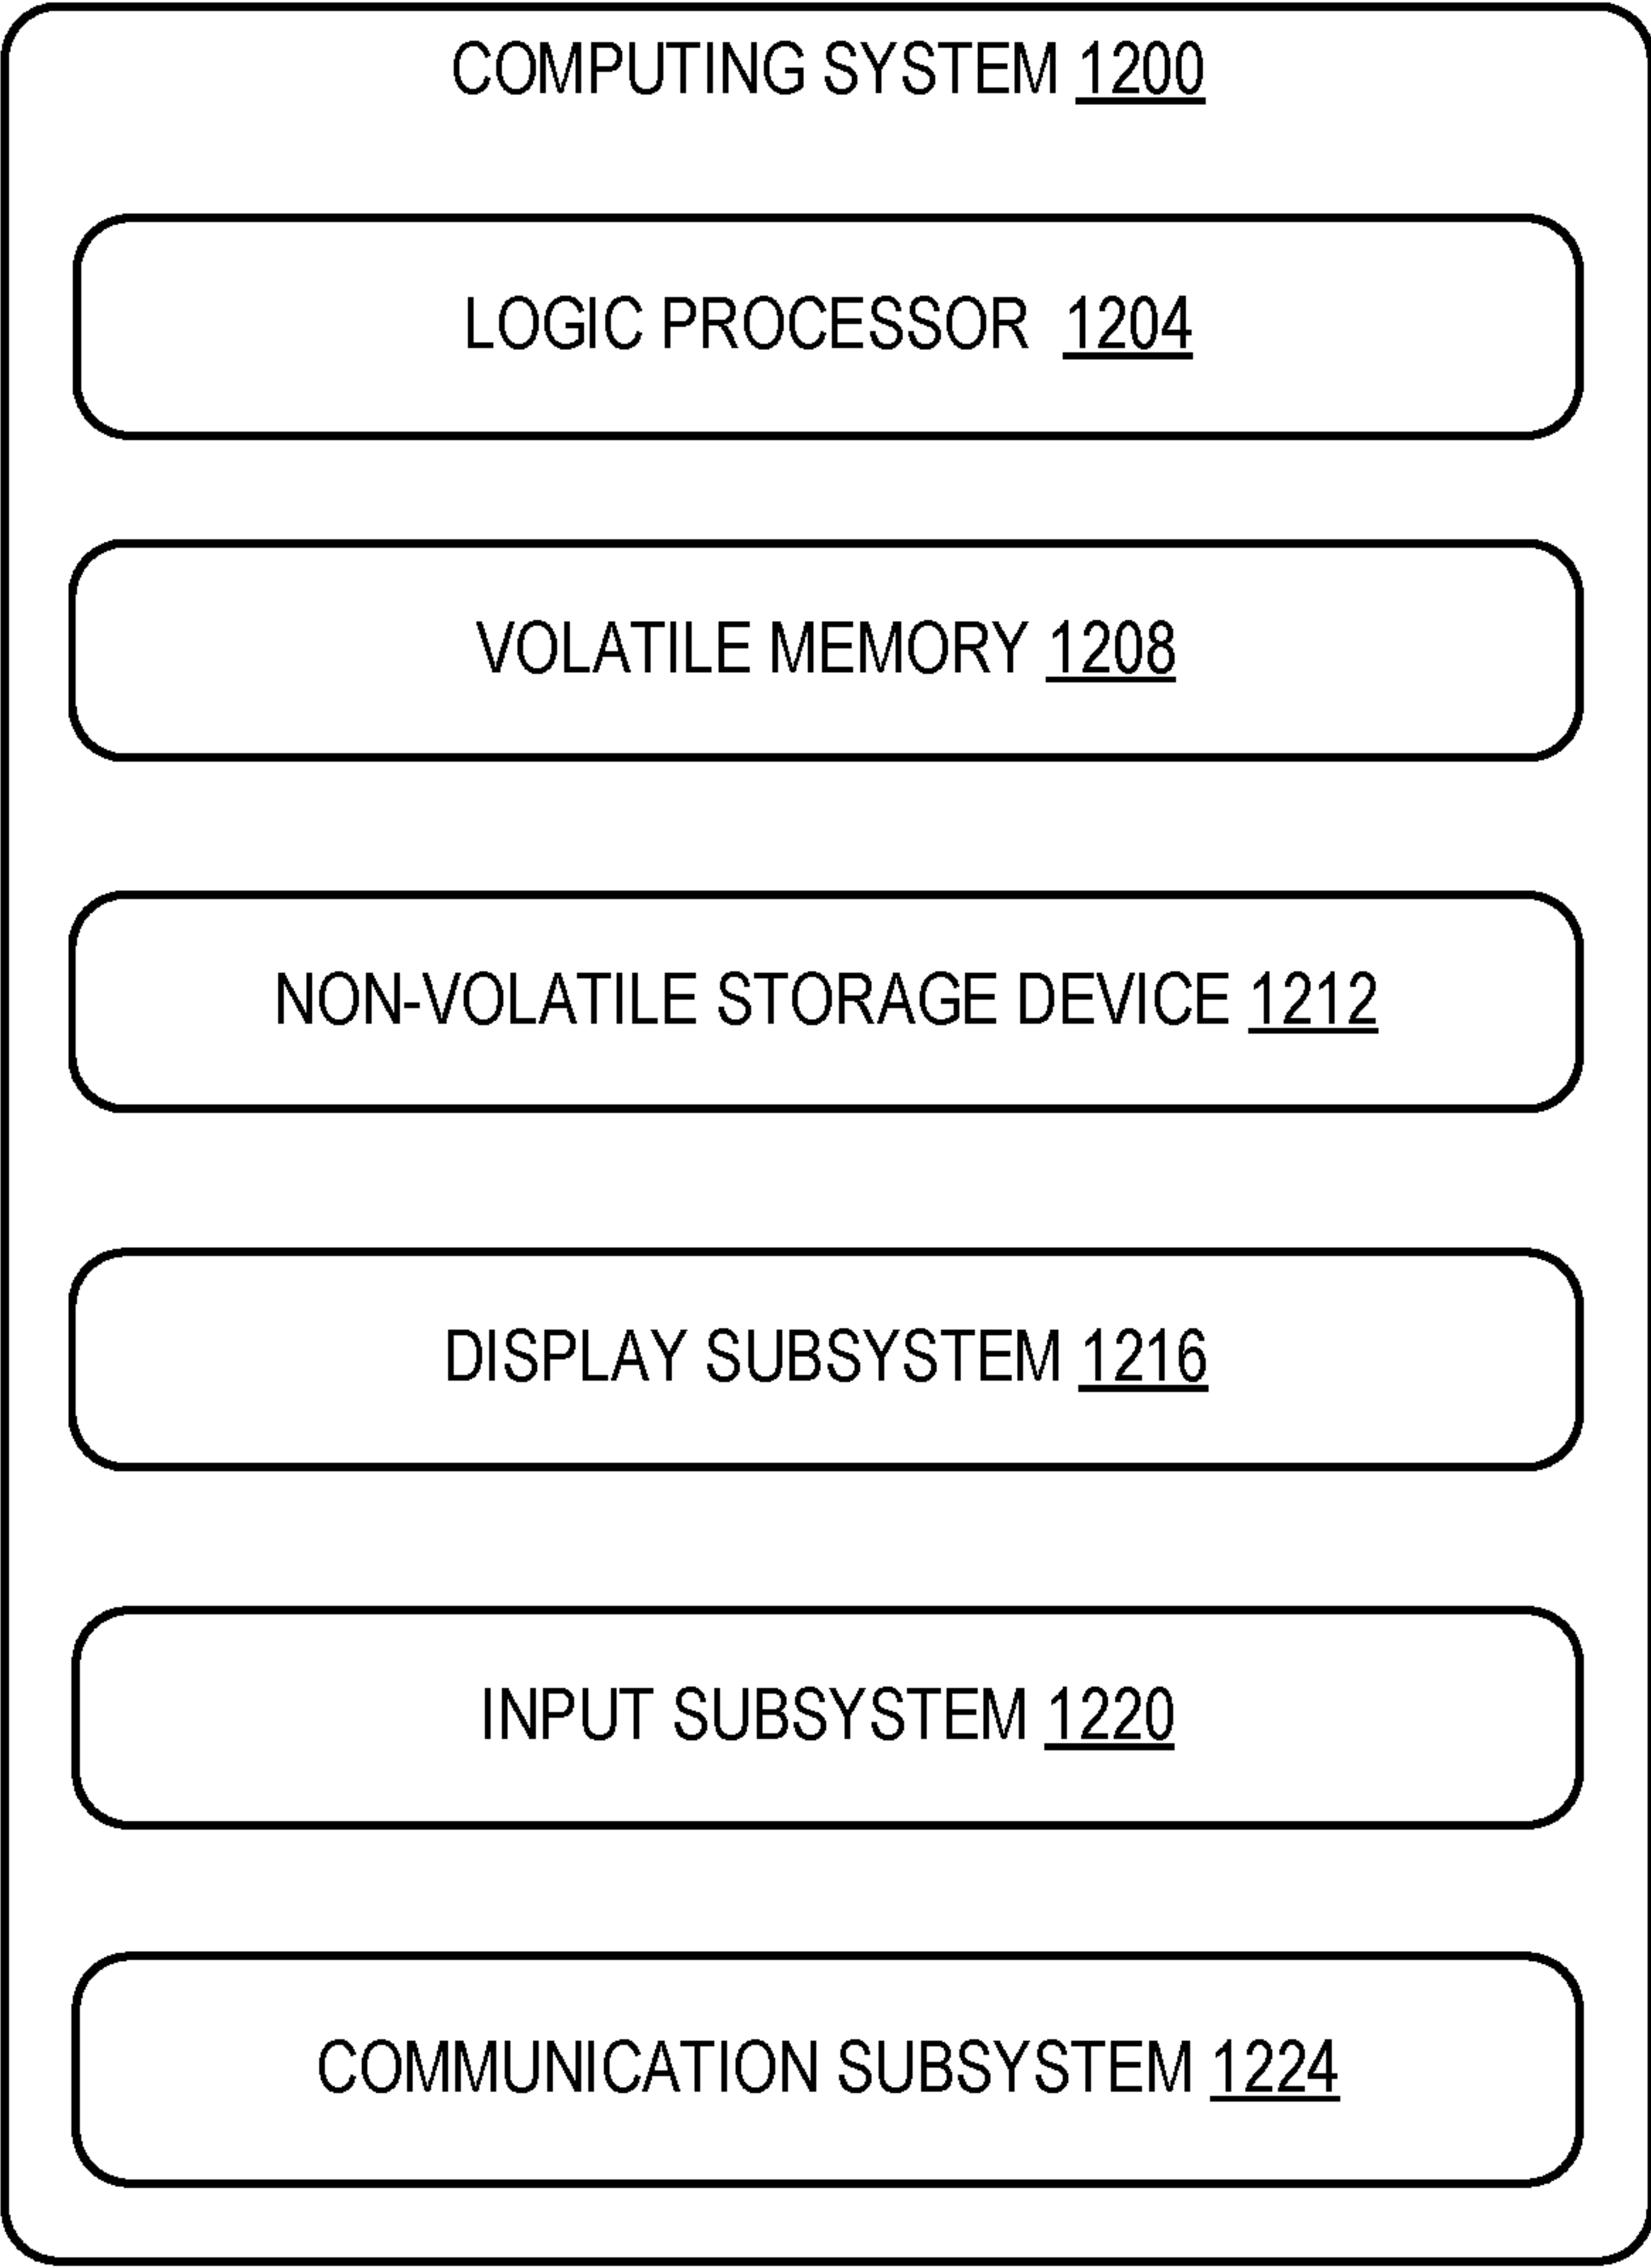 COMPUTING SYSTEM 1200
LOGIC PROCESSOR 1204
VOLATILE MEMORY 1208
NON-VOLATILE STORAGE DEVICE 1212
DISPLAY SUBSYSTEM 1216
INPUT SUBSYSTEM 1220
COMMUNICATION SUBSYSTEM 1224